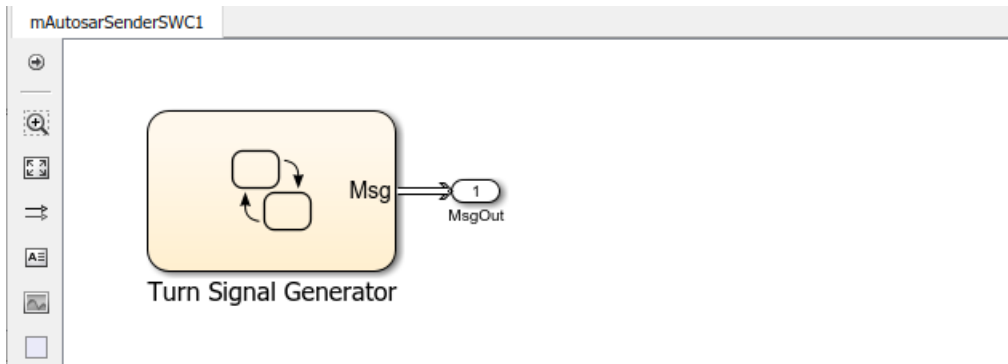 mAutosarSenderSWC1
Msg
1
MsgOut
Turn Signal Generator
A